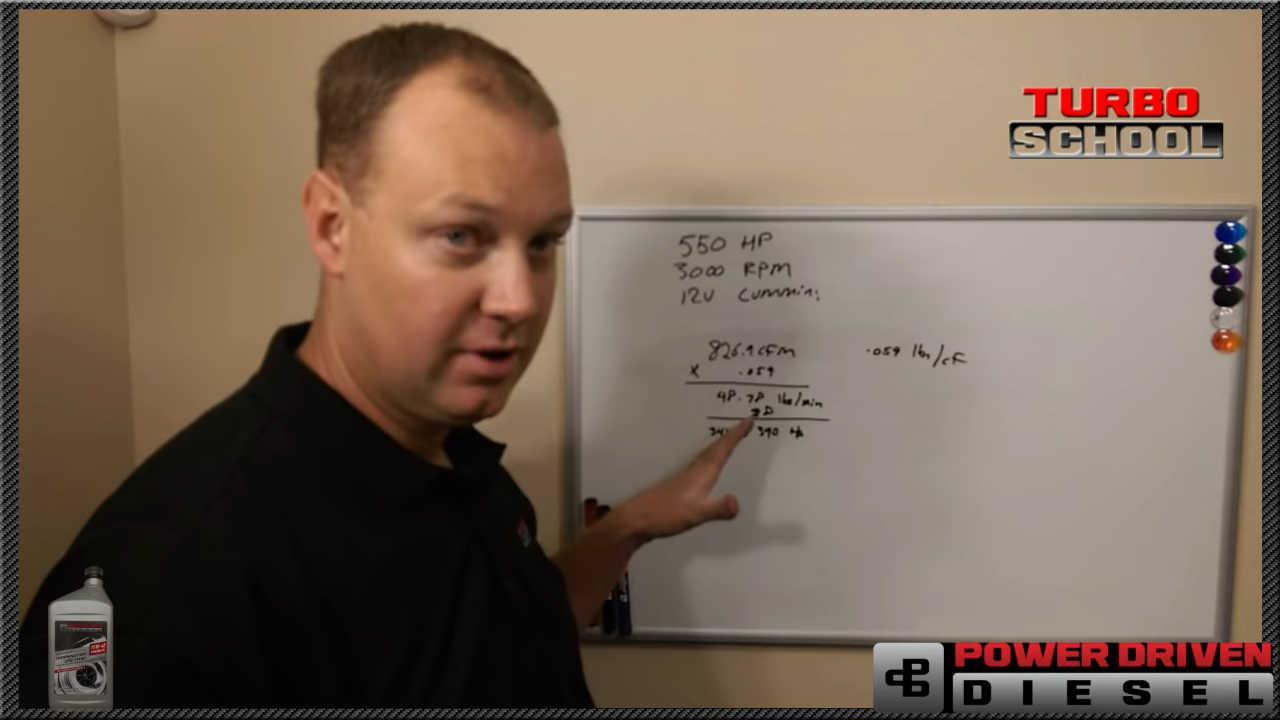 TURBO
SCHOOL
550 HP
3000 RPM
12V Cummins
826.9 CFM
.059 lbs/CF
X .059
48.78 lbs/min
390 Hp
POWER DRIVEN
DIESEL